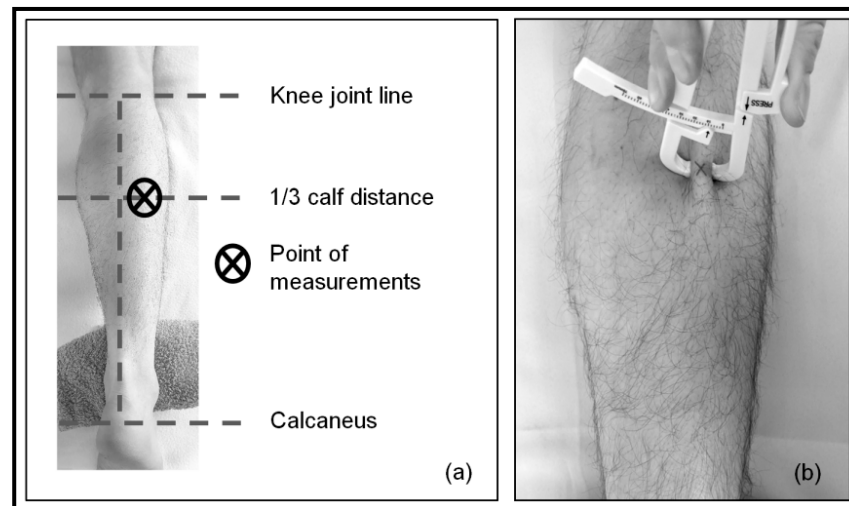 Knee joint line
1/3 calf distance
Point of
measurements
Calcaneus
(a)
PRESS
(b)